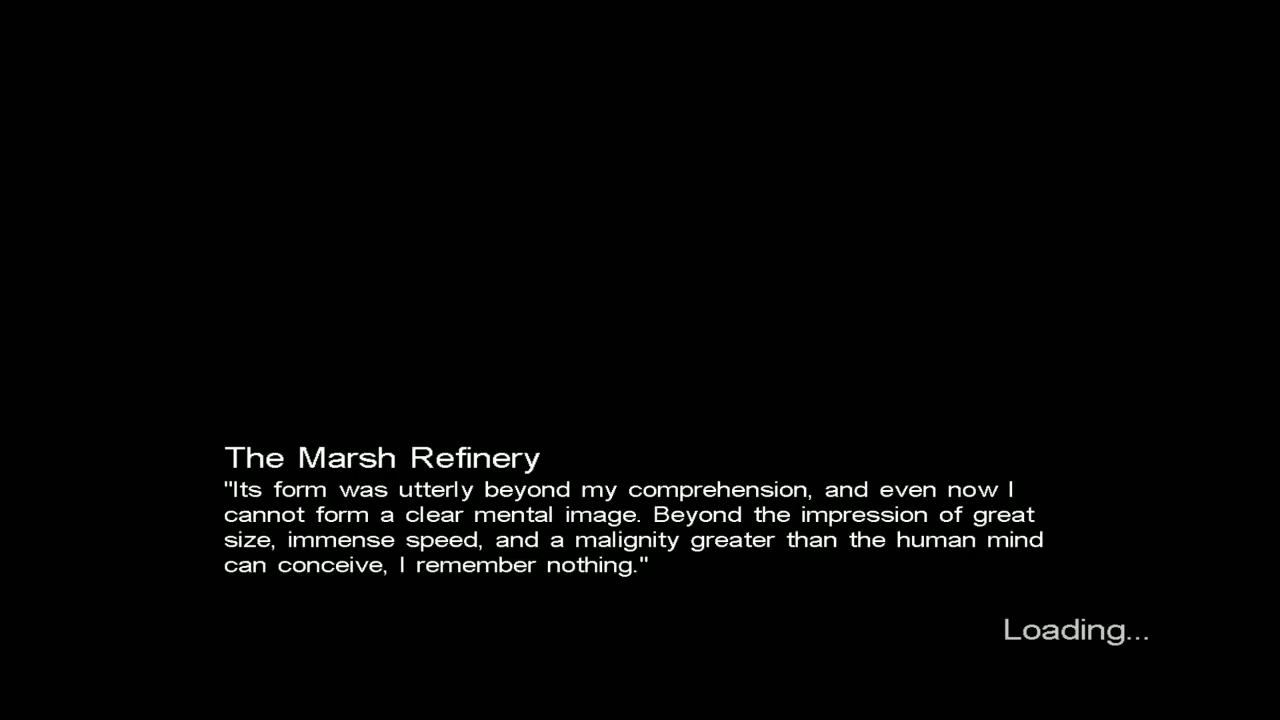 The Marsh Refinery
"Its form was utterly beyond my comprehension, and even now I
cannot form a clear mental image. Beyond the impression of great
size, immense speed, and a malignity greater than the human mind
can conceive, I remember nothing."
Loading...